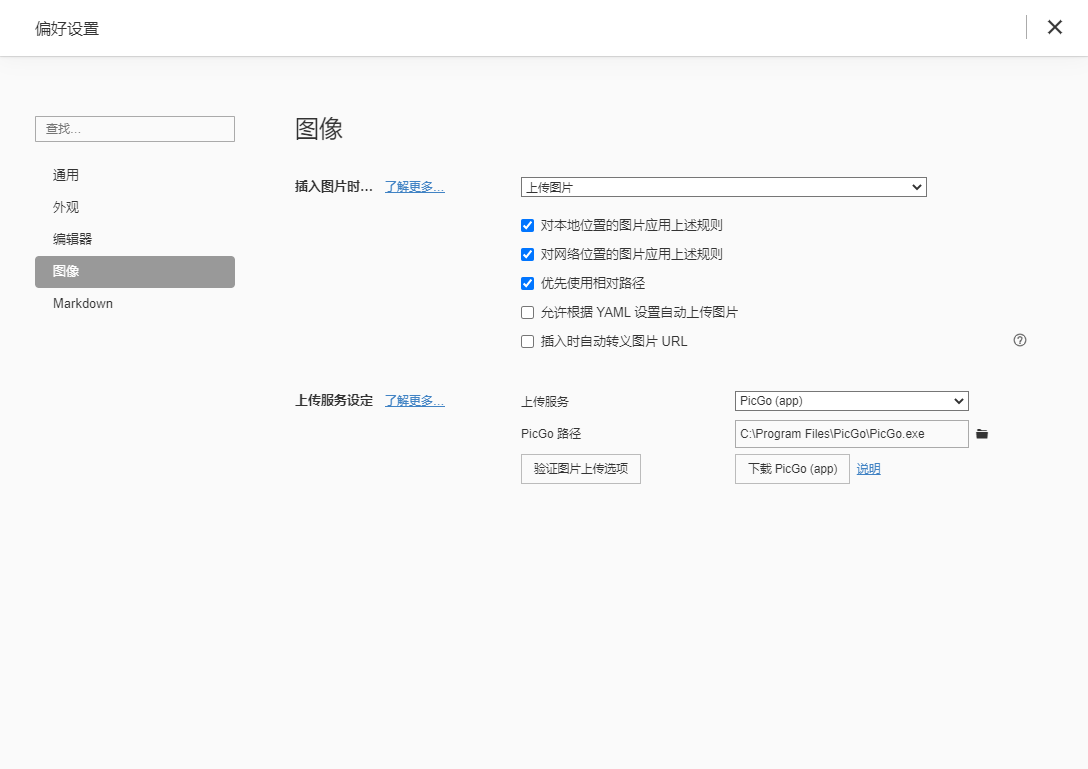 偏好设置
查找...
通用
外观
编辑器
图像
Markdown
图像
插入图片时... 了解更多... 上传图片
对本地位置的图片应用上述规则
对网络位置的图片应用上述规则
优先使用相对路径
允许根据 YAML 设置自动上传图片
插入时自动转义图片 URL
上传服务设定 了解更多... 上传服务 PicGo (app)
PicGo 路径 C:\Program Files\PicGo\PicGo.exe
验证图片上传选项 下载 PicGo (app) 说明